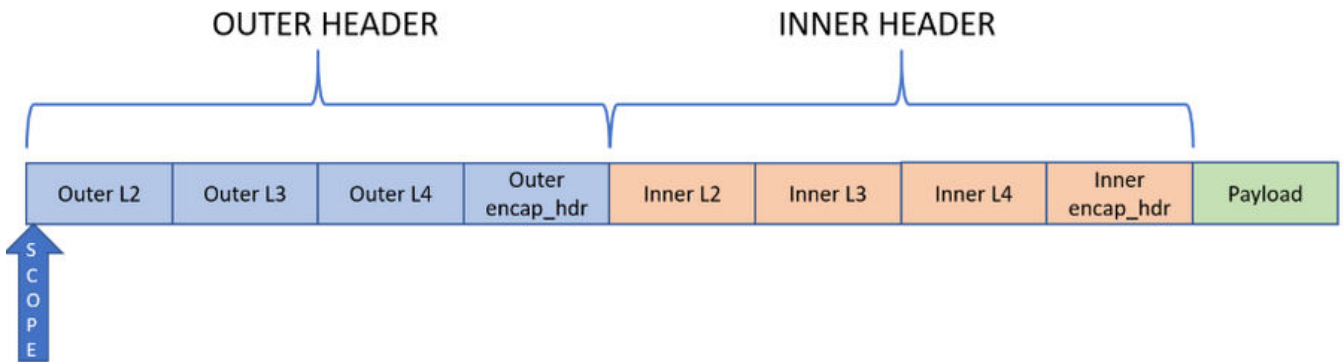 OUTER HEADER
INNER HEADER
Outer L2
Outer L3
Outer L4
Outer
encap_hdr
Inner L2
Inner L3
Inner L4
Inner
encap_hdr
Payload
S
C
O
P
E